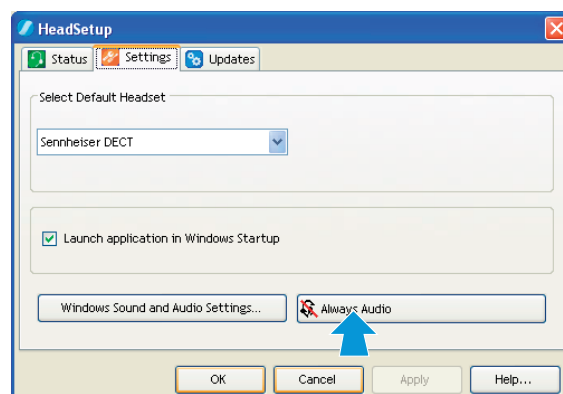 HeadSetup
Status Settings Updates
Select Default Headset
Sennheiser DECT
Launch application in Windows Startup
Windows Sound and Audio Settings... Always Audio
OK Cancel Apply Help...